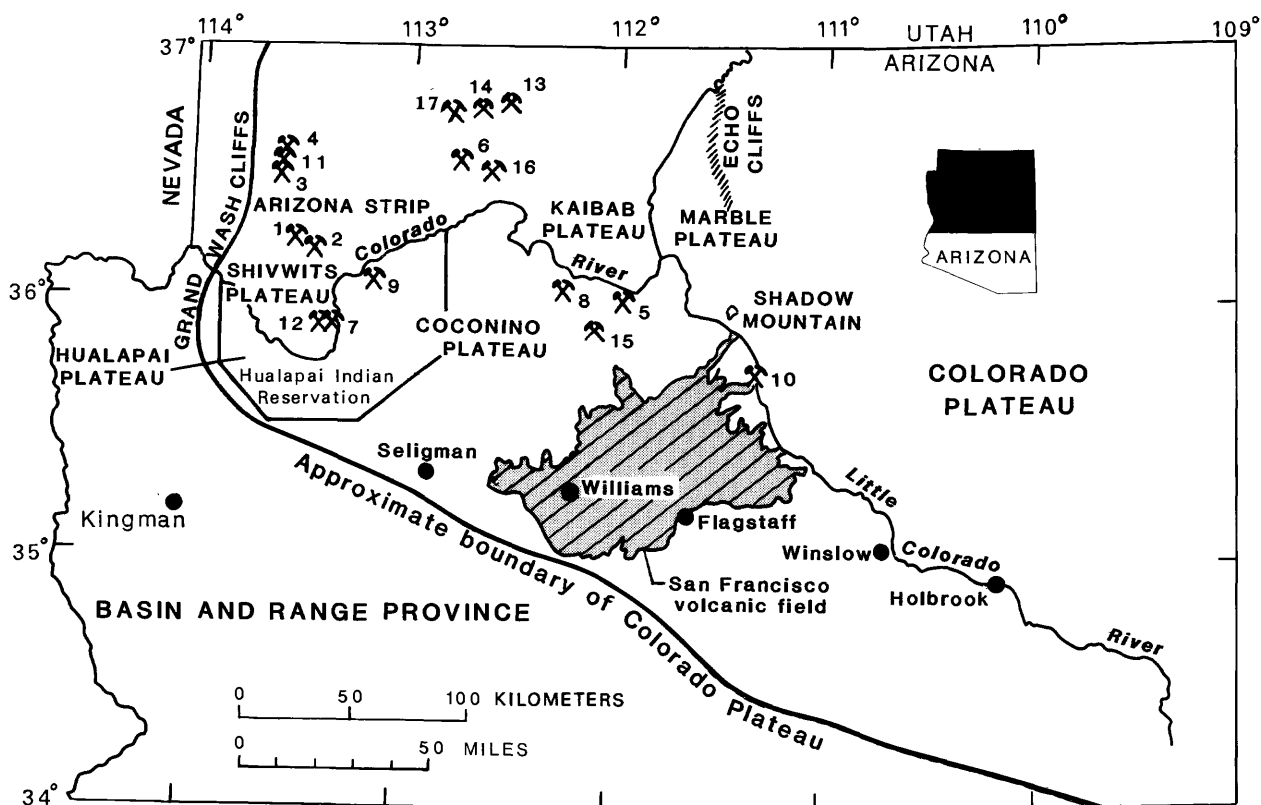 114°
113°
112°
111°
110°
109°
37°
UTAH
ARIZONA
NEVADA
GRAND WASH CLIFFS
17
14
13
4
11
3
6
16
ECHO CLIFFS
ARIZONA STRIP
KAIBAB
PLATEAU
MARBLE
PLATEAU
ARIZONA
1
2
Colorado
River
36°
SHIVWITS
PLATEAU
9
8
5
SHADOW
MOUNTAIN
12
7
15
COCONINO
PLATEAU
HUALAPAI
PLATEAU
Hualapai Indian
Reservation
10
COLORADO
PLATEAU
Seligman
Williams
Kingman
Flagstaff
Little
Colorado
River
Winslow
Holbrook
35°
Approximate boundary of Colorado Plateau
San Francisco
volcanic field
BASIN AND RANGE PROVINCE
0 50 100 KILOMETERS
0 50 MILES
34°